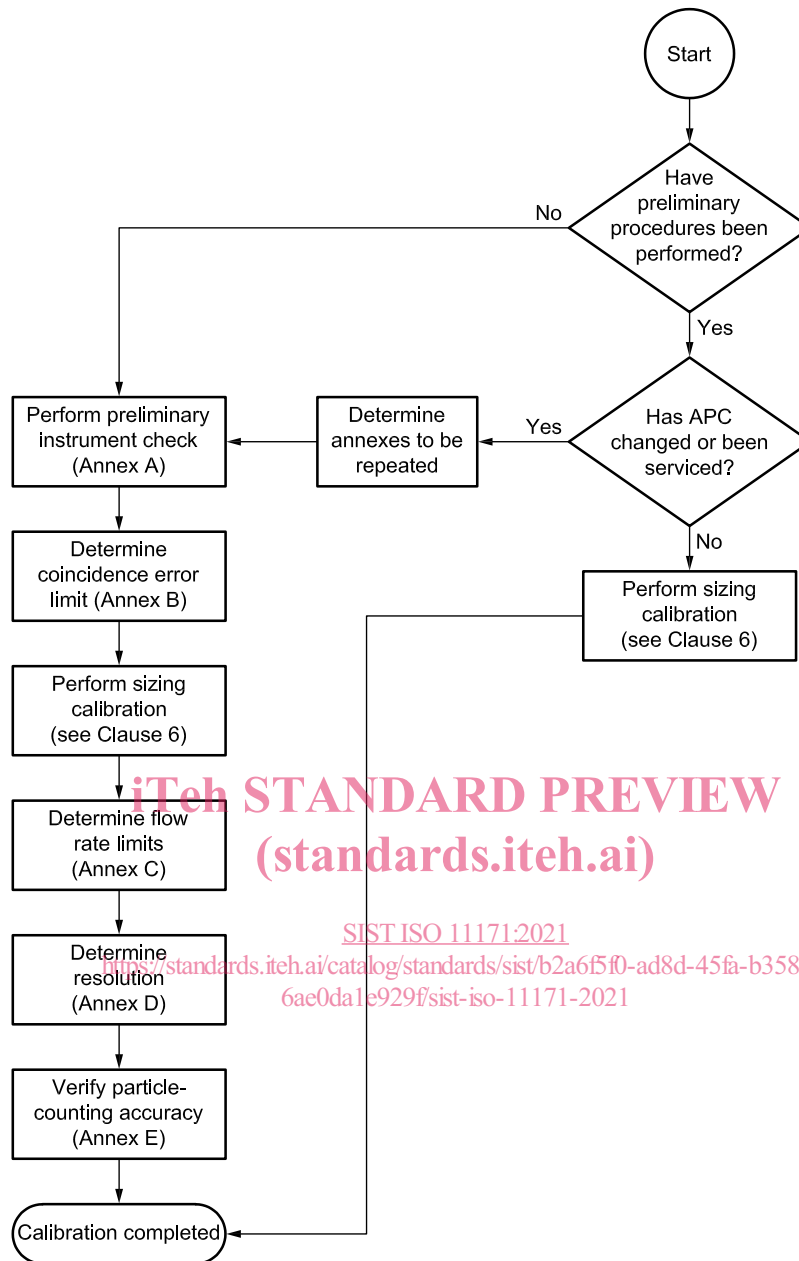 Start
Have
preliminary
procedures been
performed?
No
Yes
Has APC
changed or been
serviced?
Yes
No
Determine
annexes to be
repeated
Perform preliminary
instrument check
(Annex A)
Determine
coincidence error
limit (Annex B)
Perform sizing
calibration
(see Clause 6)
Perform sizing
calibration
(see Clause 6)
iTeh STANDARD PREVIEW
(standards.iteh.ai)
Determine flow
rate limits
(Annex C)
SIST ISO 11171:2021
https://standards.iteh.ai/catalog/standards/sist/b2a6f5f0-ad8d-45fa-b358
6ae0da1e929f/sist-iso-11171-2021
Determine
resolution
(Annex D)
Verify particle-
counting accuracy
(Annex E)
Calibration completed